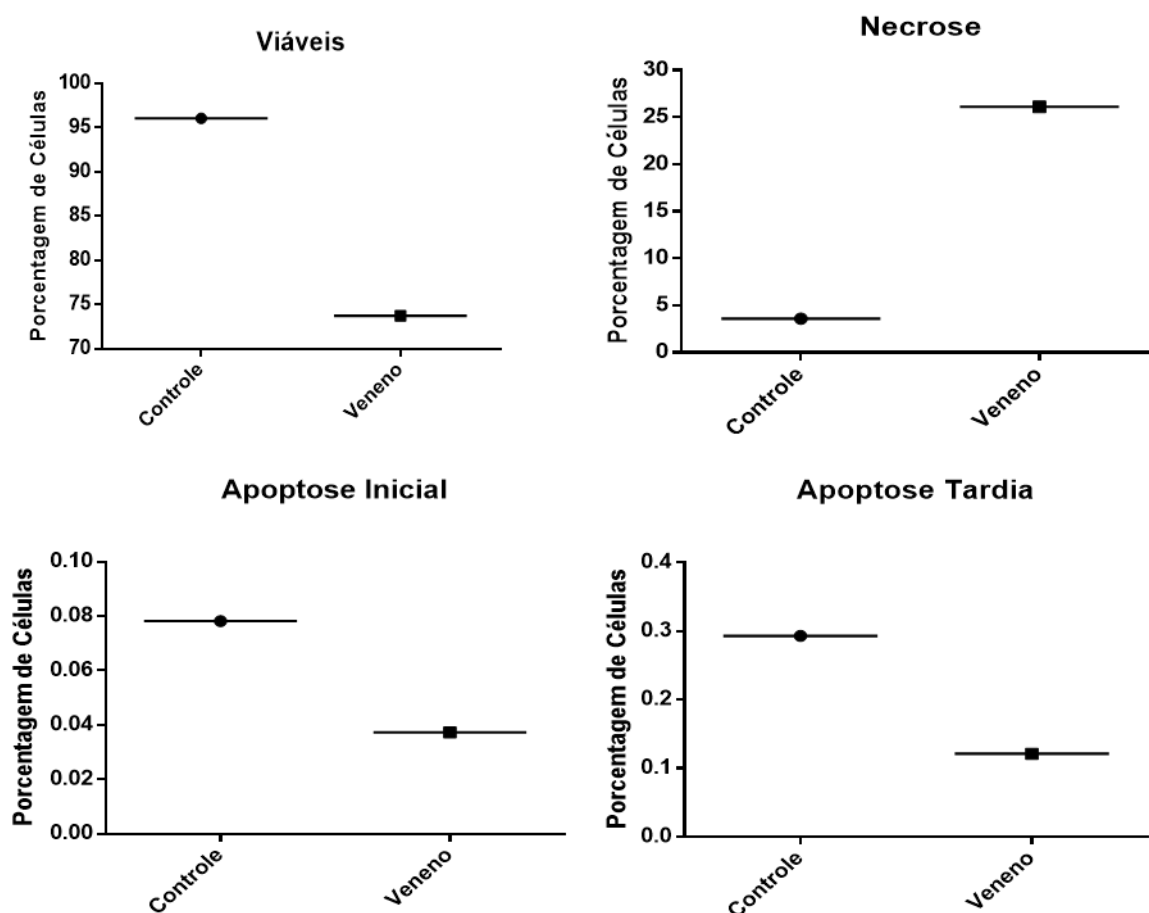 Viáveis
Porcentagem de Células
100
95
90
85
80
75
70
Controle
Veneno
Necrose
Porcentagem de Células
30
25
20
15
10
5
0
Controle
Veneno
Apoptose Inicial
Porcentagem de Células
0.10
0.08
0.06
0.04
0.02
0.00
Controle
Veneno
Apoptose Tardia
Porcentagem de Células
0.4
0.3
0.2
0.1
0.0
Controle
Veneno